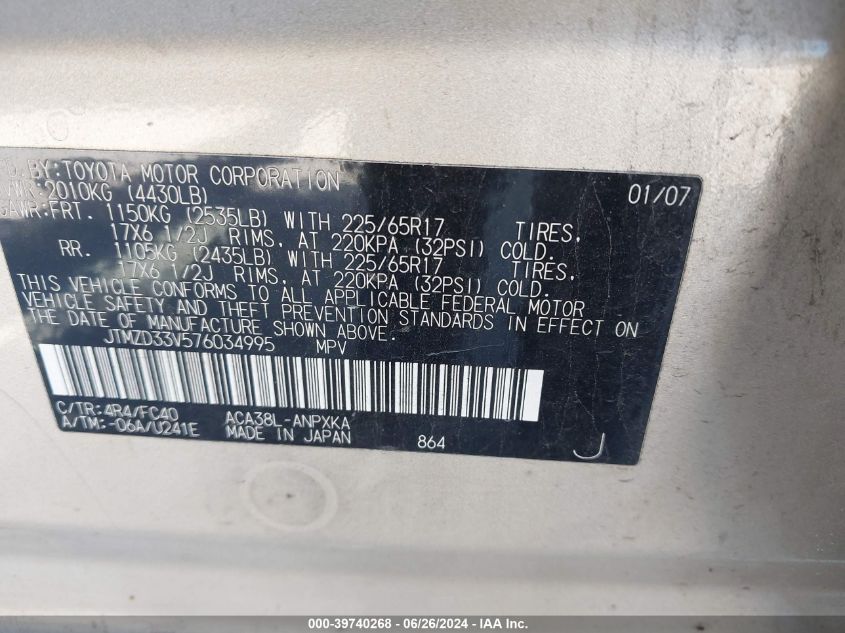 BY:TOYOTA MOTOR CORPORATION 01/07
2010KG (4430LB)
GAWR:FRT. 1150KG (2535LB) WITH 225/65R17 TIRES,
17X6 1/2J RIMS, AT 220KPA (32PSI) COLD.
RR. 1105KG (2435LB) WITH 225/65R17 TIRES,
17X6 1/2J RIMS, AT 220KPA (32PSI) COLD.
THIS VEHICLE CONFORMS TO ALL APPLICABLE FEDERAL MOTOR
VEHICLE SAFETY AND THEFT PREVENTION STANDARDS IN EFFECT ON
THE DATE OF MANUFACTURE SHOWN ABOVE.
JTMZD33V576034995 MPV
C/TR:4R4/FC40 ACA38L-ANPXKA
A/TM:-06A/U241E MADE IN JAPAN 864 J
000-39740268 - 06/26/2024 - IAA Inc.